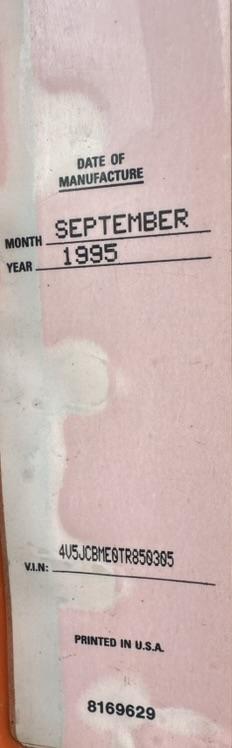 DATE OF
MANUFACTURE
MONTH SEPTEMBER
YEAR 1995
V.I.N: 4V5JCBME0TR850305
PRINTED IN U.S.A.
8169629